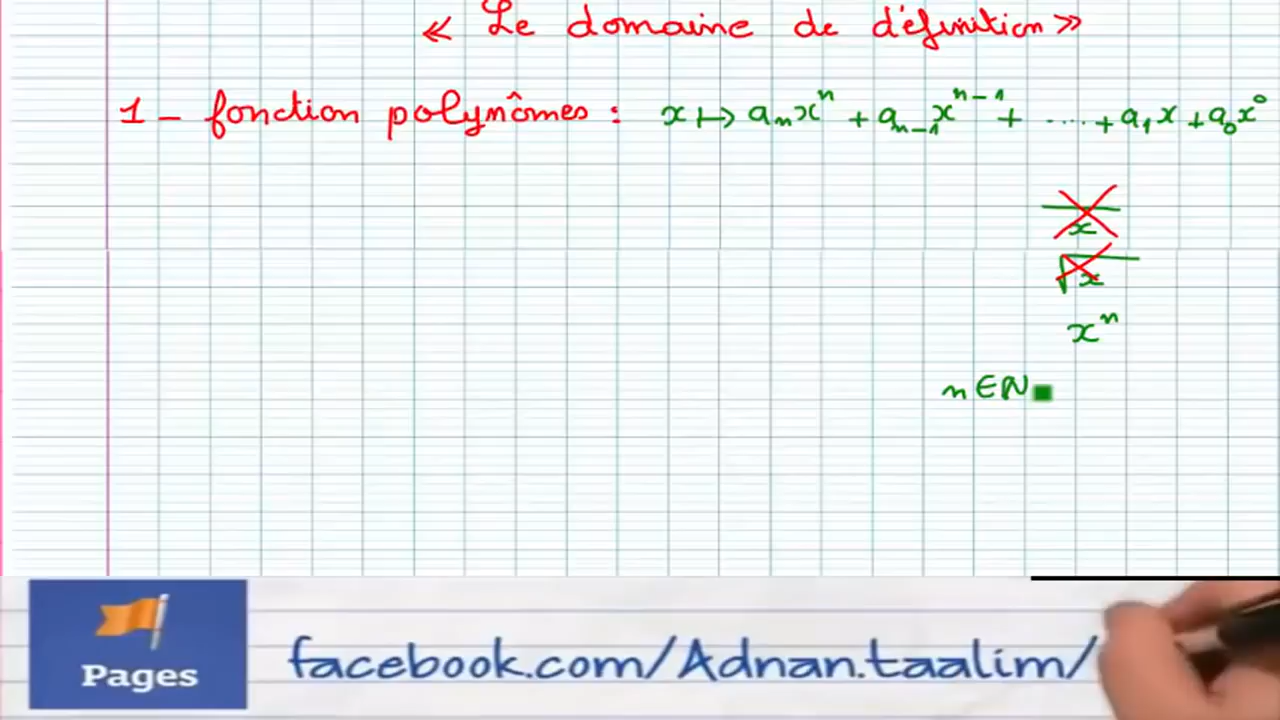 « Le domaine de définition »
1 - fonction polynômes : x ↦ aₙxⁿ + aₙ₋₁xⁿ⁻¹ + ..... + a₁x + a₀x⁰
x
√x
xⁿ
n ∈ ℕ
Pages
facebook.com/Adnan.taalim/